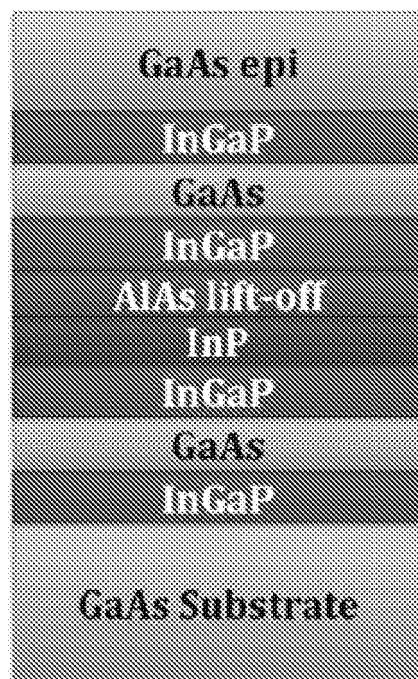 GaAs epi
InGaP
GaAs
InGaP
AlAs lift-off
InP
InGaP
GaAs
InGaP
GaAs Substrate